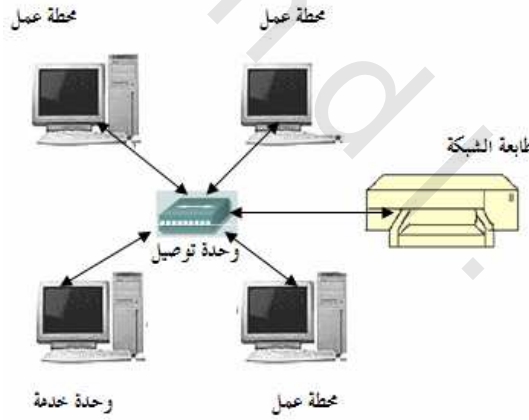 محطة عمل
محطة عمل
طابعة الشبكة
وحدة توصيل
وحدة خدمة
محطة عمل